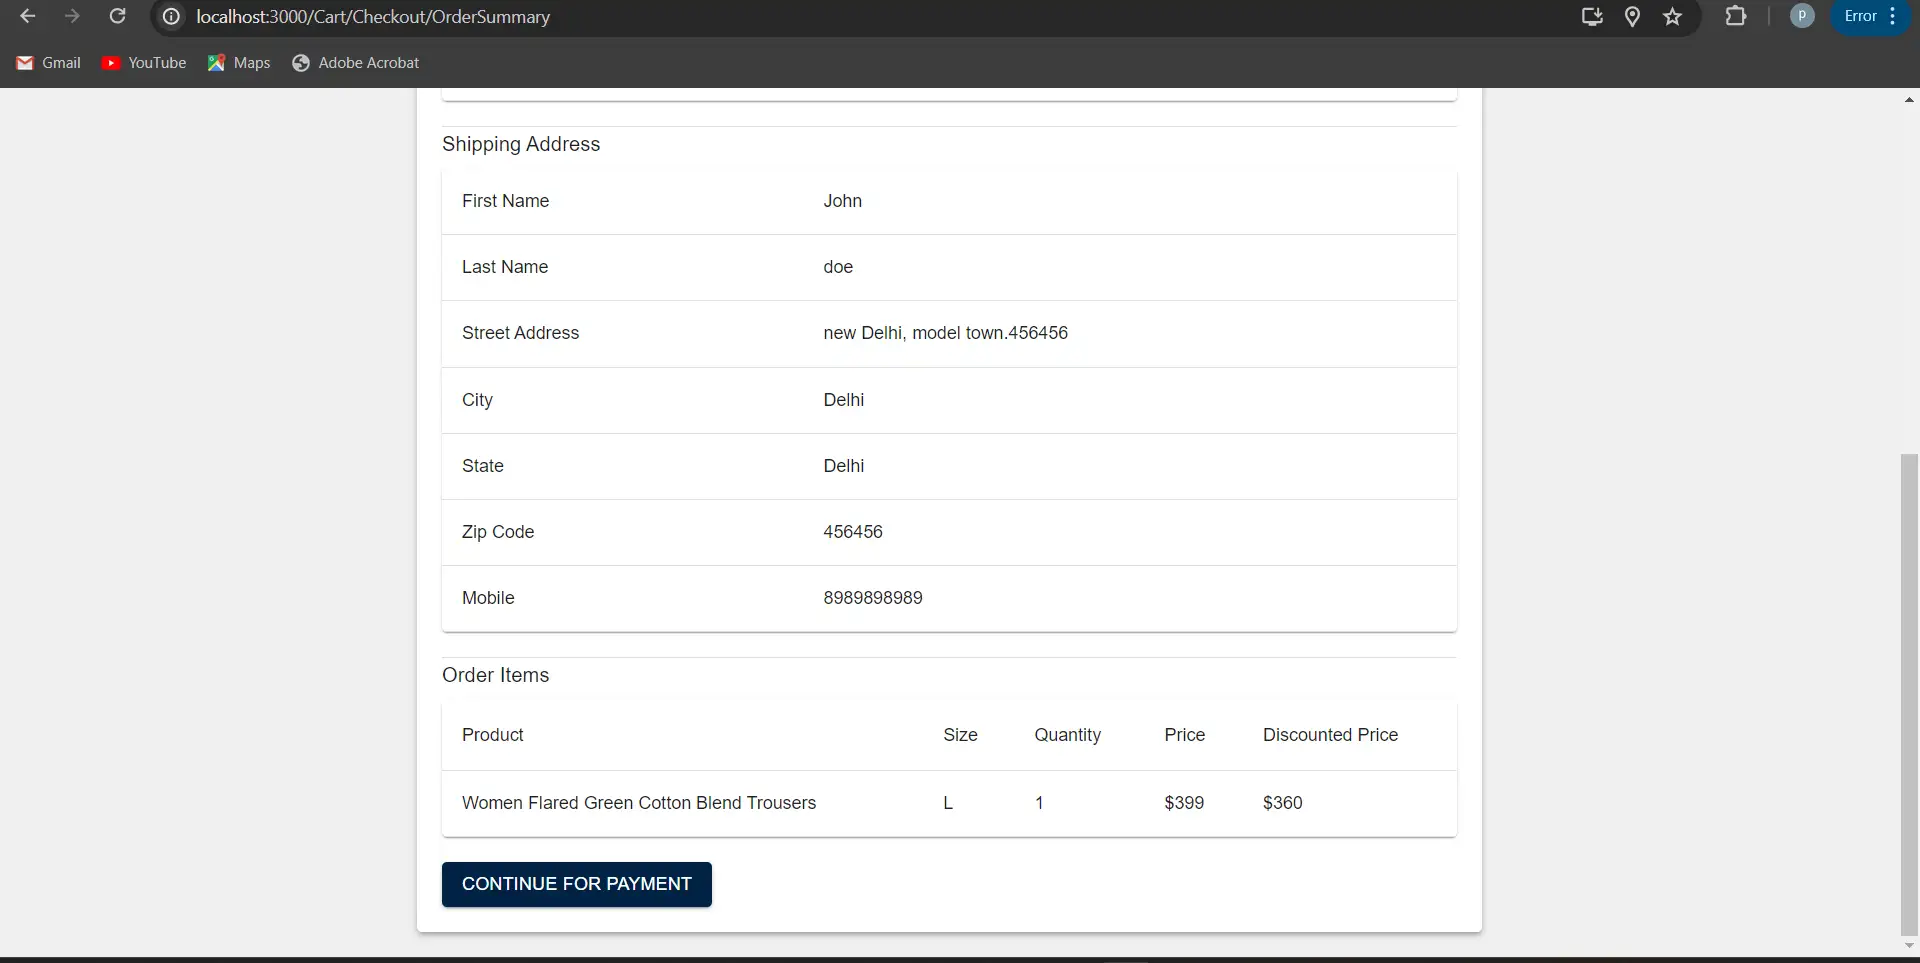 localhost:3000/Cart/Checkout/OrderSummary
P
Error
Gmail YouTube Maps Adobe Acrobat
Shipping Address
First Name John
Last Name doe
Street Address new Delhi, model town.456456
City Delhi
State Delhi
Zip Code 456456
Mobile 8989898989
Order Items
Product Size Quantity Price Discounted Price
Women Flared Green Cotton Blend Trousers L 1 $399 $360
CONTINUE FOR PAYMENT